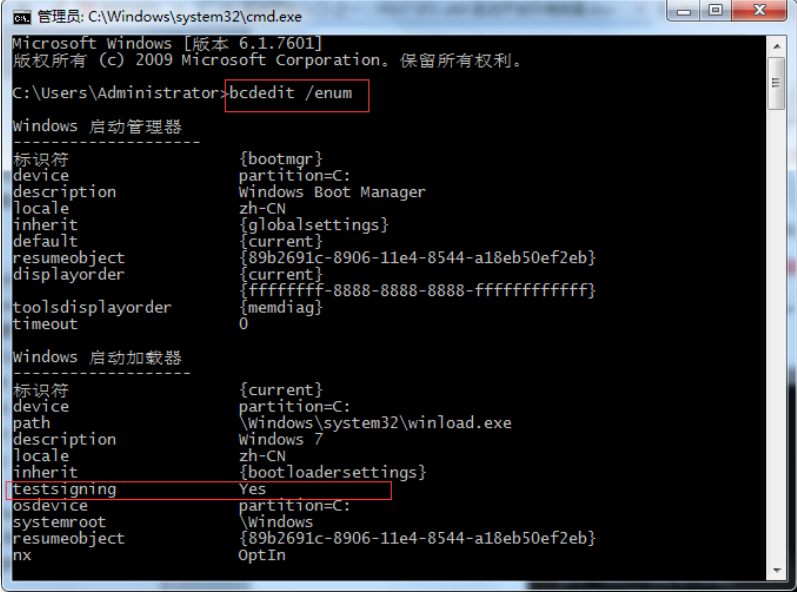 管理员: C:\Windows\system32\cmd.exe
Microsoft Windows [版本 6.1.7601]
版权所有 (c) 2009 Microsoft Corporation。保留所有权利。
C:\Users\Administrator>bcdedit /enum
Windows 启动管理器
--------------------
标识符 {bootmgr}
device partition=C:
description Windows Boot Manager
locale zh-CN
inherit {globalsettings}
default {current}
resumeobject {89b2691c-8906-11e4-8544-a18eb50ef2eb}
displayorder {current}
{ffffffff-8888-8888-8888-ffffffffffff}
toolsdisplayorder {memdiag}
timeout 0
Windows 启动加载器
-------------------
标识符 {current}
device partition=C:
path \Windows\system32\winload.exe
description Windows 7
locale zh-CN
inherit {bootloadersettings}
testsigning Yes
osdevice partition=C:
systemroot \Windows
resumeobject {89b2691c-8906-11e4-8544-a18eb50ef2eb}
nx OptIn